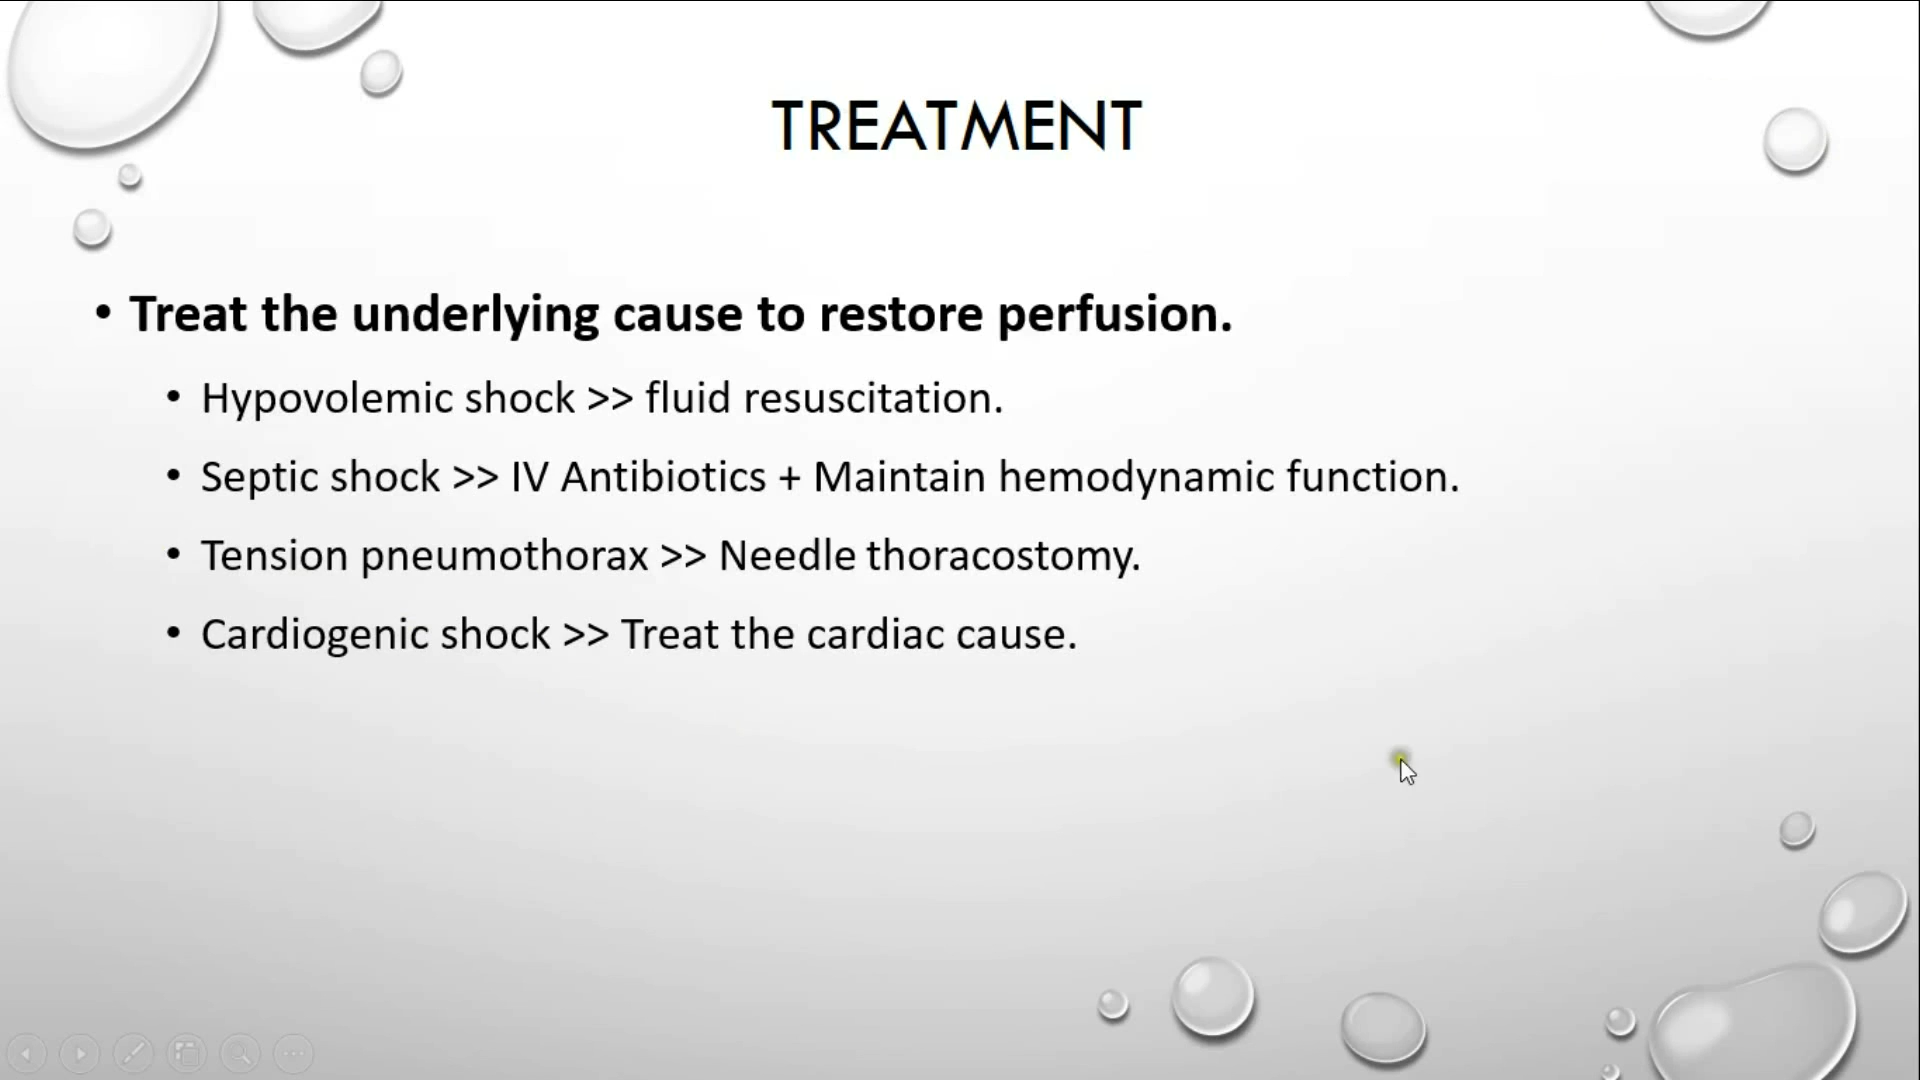 TREATMENT
• Treat the underlying cause to restore perfusion.
• Hypovolemic shock >> fluid resuscitation.
• Septic shock >> IV Antibiotics + Maintain hemodynamic function.
• Tension pneumothorax >> Needle thoracostomy.
• Cardiogenic shock >> Treat the cardiac cause.